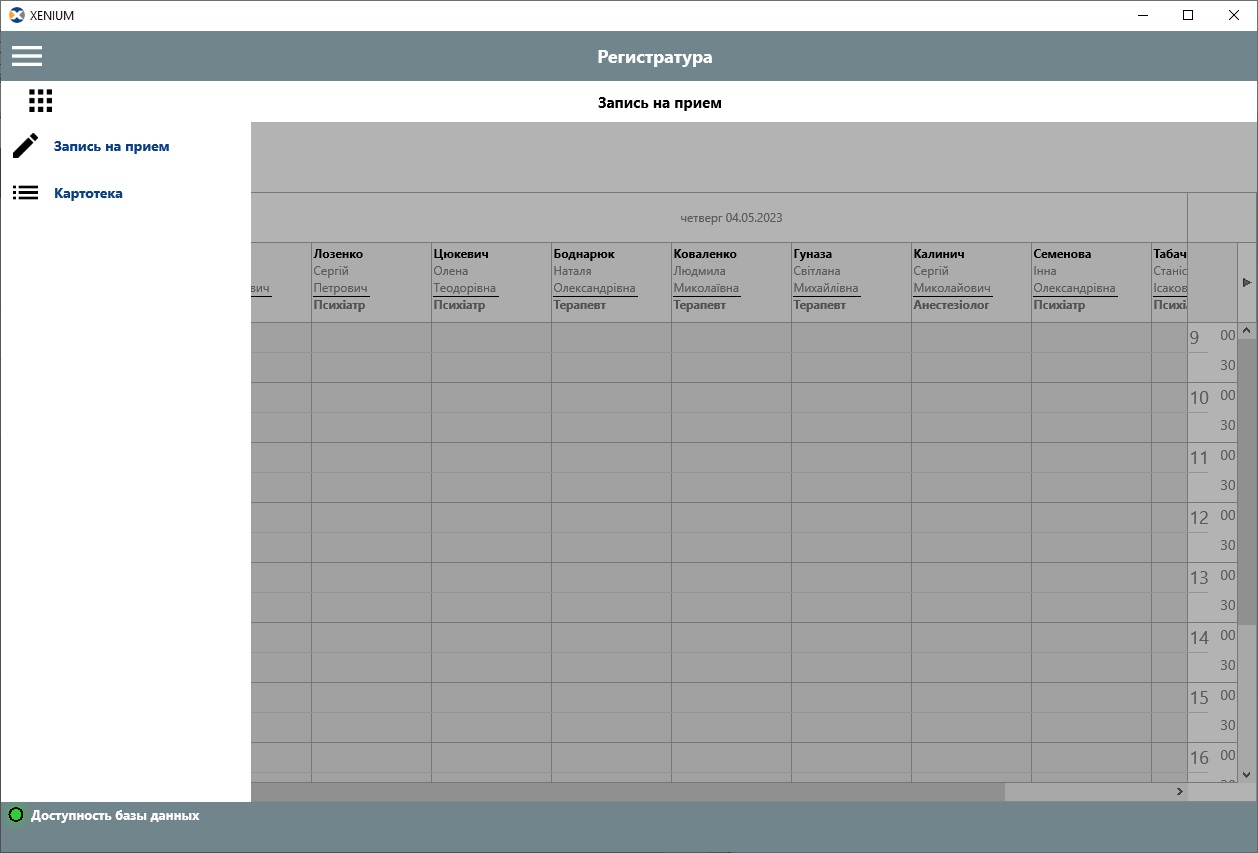 XENIUM
Регистратура
Запись на прием
Запись на прием
Картотека
четверг 04.05.2023
Лозенко
Сергій
Петрович
Психіатр
Цюкевич
Олена
Теодорівна
Психіатр
Боднарюк
Наталя
Олександрівна
Терапевт
Коваленко
Людмила
Миколаївна
Терапевт
Гуназа
Світлана
Михайлівна
Терапевт
Калинич
Сергій
Миколайович
Анестезіолог
Семенова
Інна
Олександрівна
Психіатр
Табач
Станіс
Ісаков
Психі
вич
9 00
30
10 00
30
11 00
30
12 00
30
13 00
30
14 00
30
15 00
30
16 00
Доступность базы данных